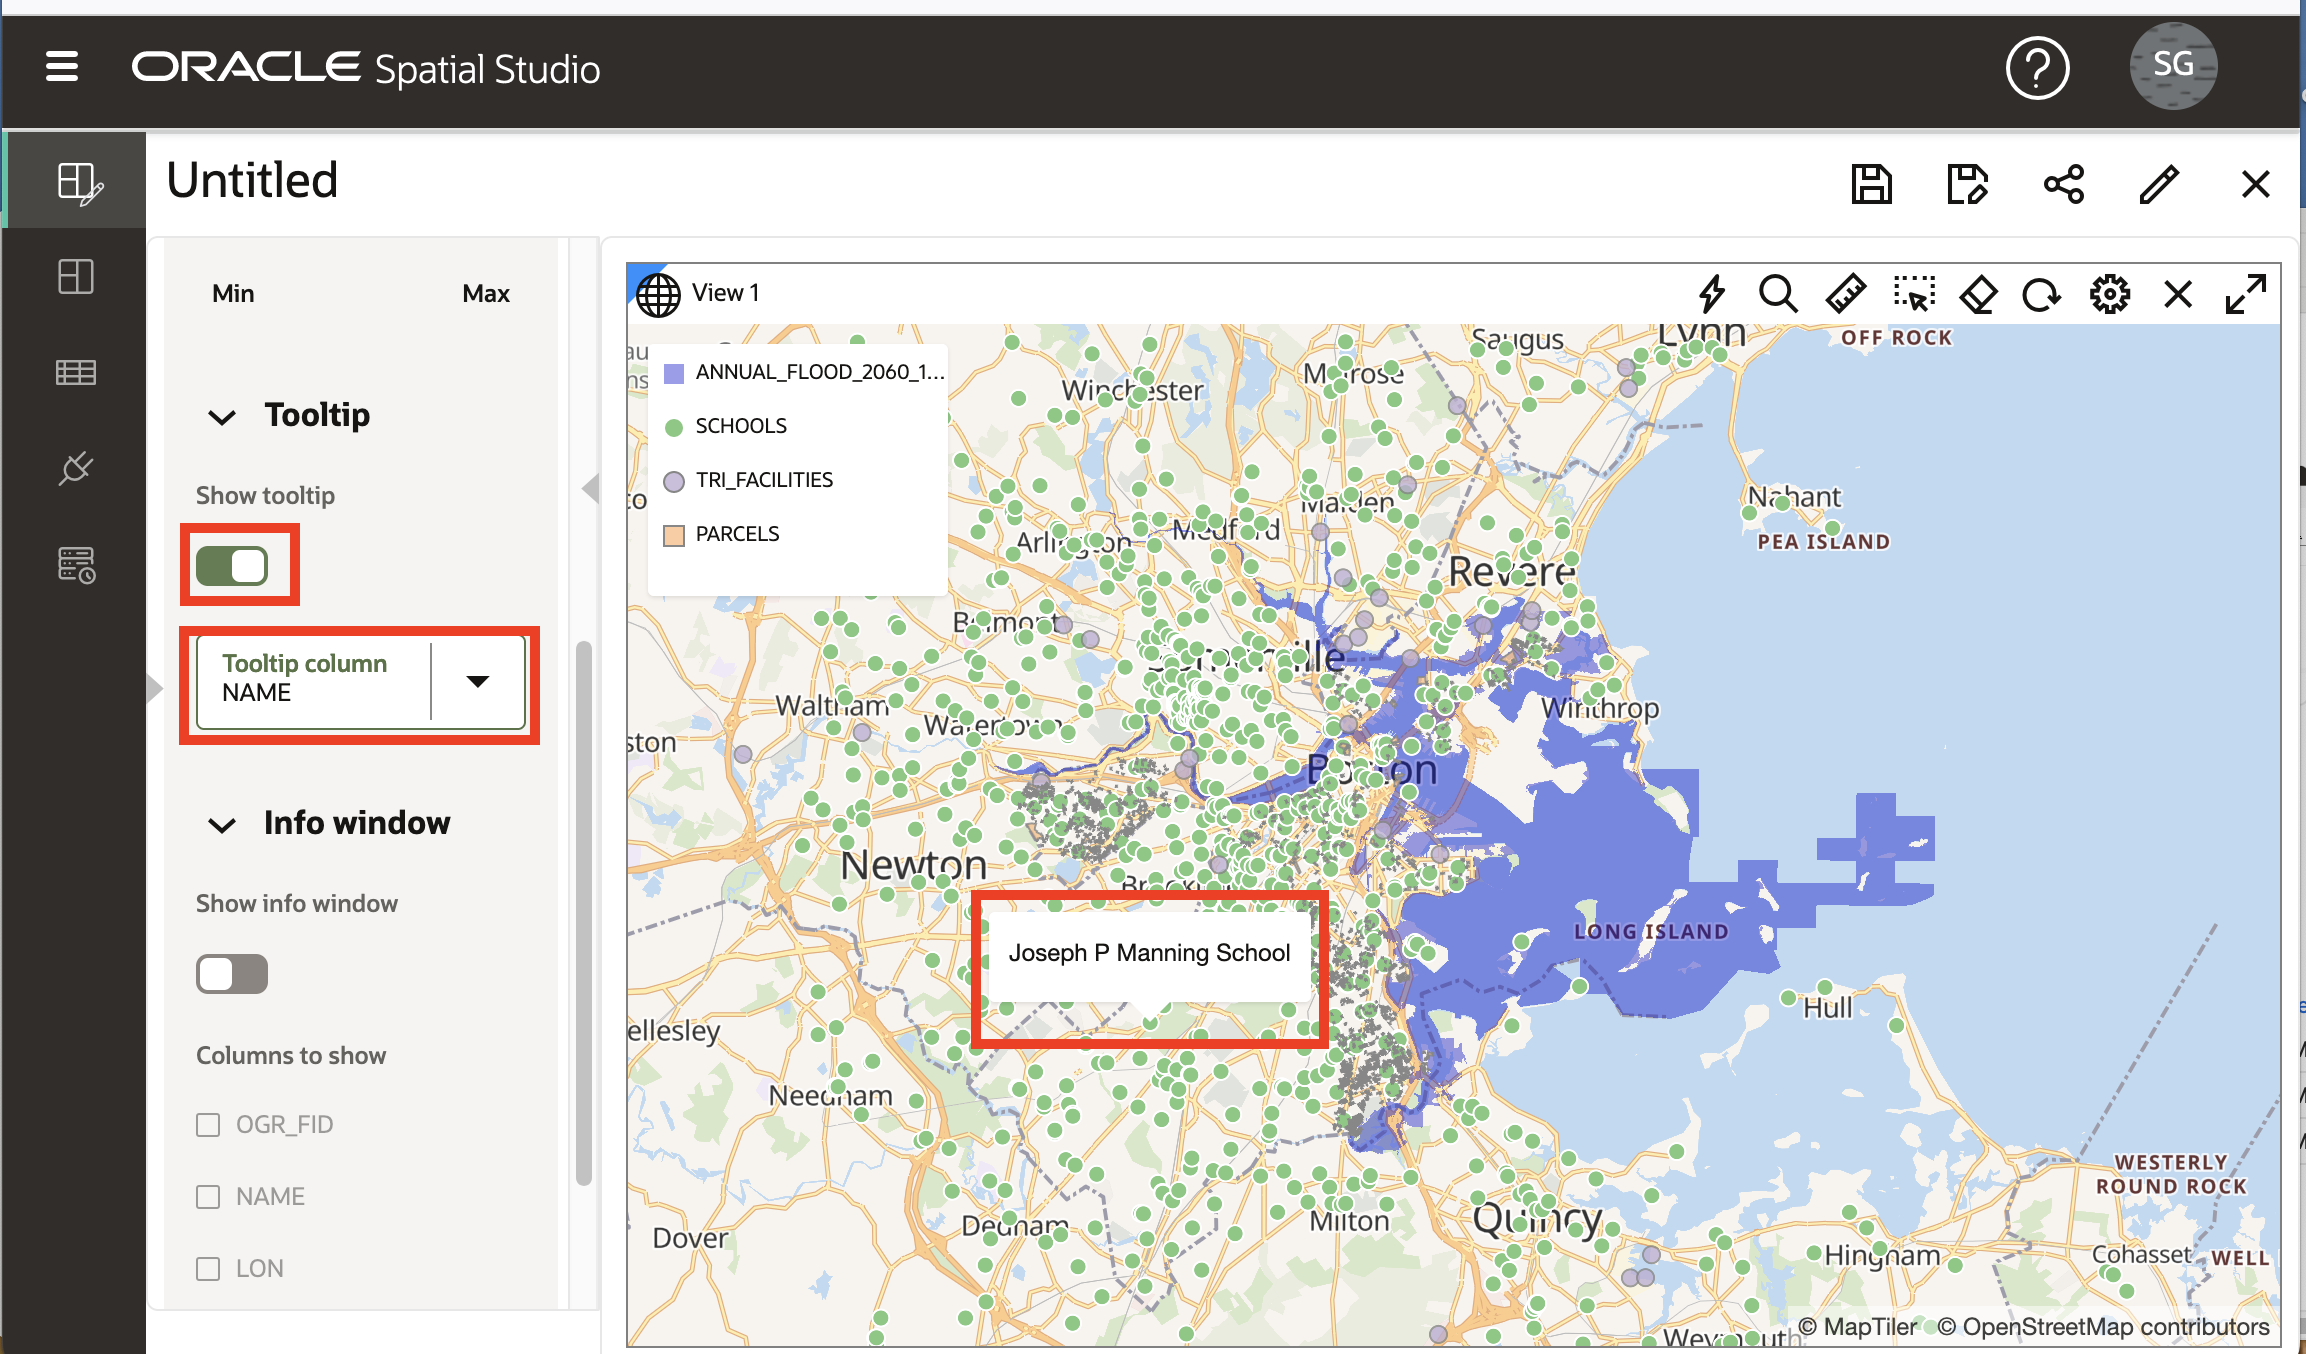 ORACLE Spatial Studio
SG
Untitled
Min Max
Tooltip
Show tooltip
Tooltip column
NAME
Info window
Show info window
Columns to show
OGR_FID
NAME
LON
View 1
ANNUAL_FLOOD_2060_1...
SCHOOLS
TRI_FACILITIES
PARCELS
Saugus
Lynn
OFF ROCK
Winchester
Melrose
Malden
Nahant
Arlington
Medford
PEA ISLAND
Revere
Belmont
Somerville
Waltham
Watertown
Winthrop
ston
Boston
Newton
LONG ISLAND
Joseph P Manning School
Hull
ellesley
Needham
WESTERLY
ROUND ROCK
Dover
Dedham
Milton
Quincy
Hingham
Cohasset
WELL
Weymouth
© MapTiler © OpenStreetMap contributors